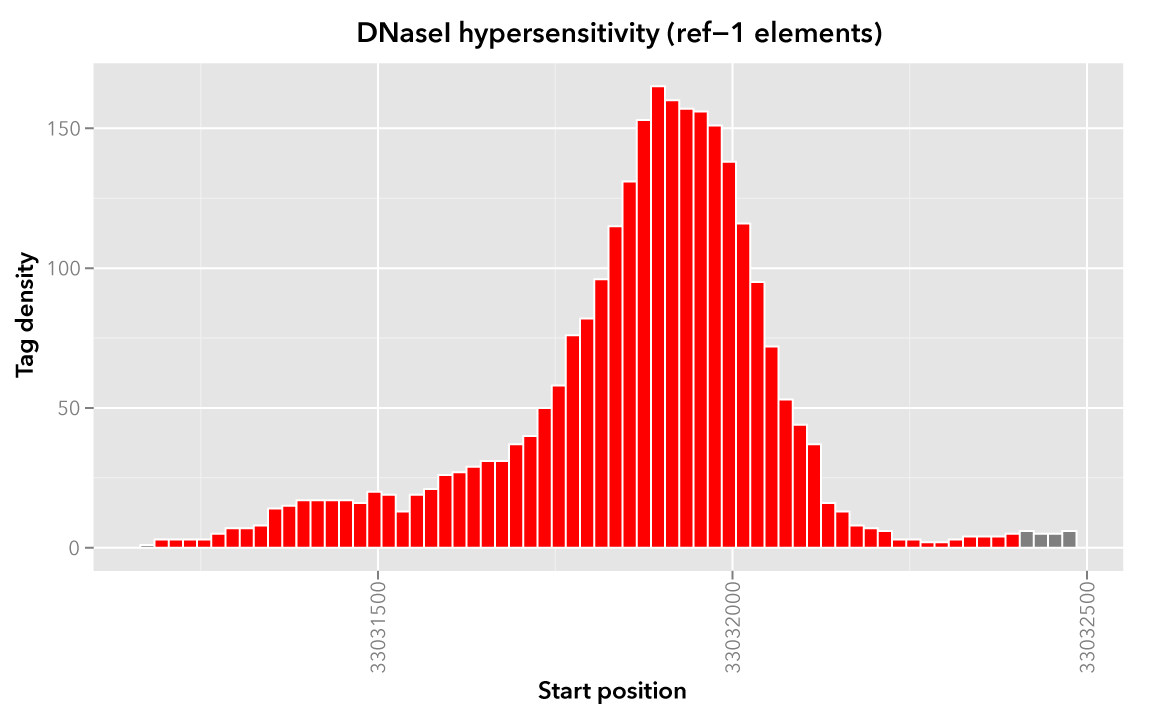 DNaseI hypersensitivity (ref−1 elements)
150
100
50
0
Tag density
33031500
33032000
33032500
Start position